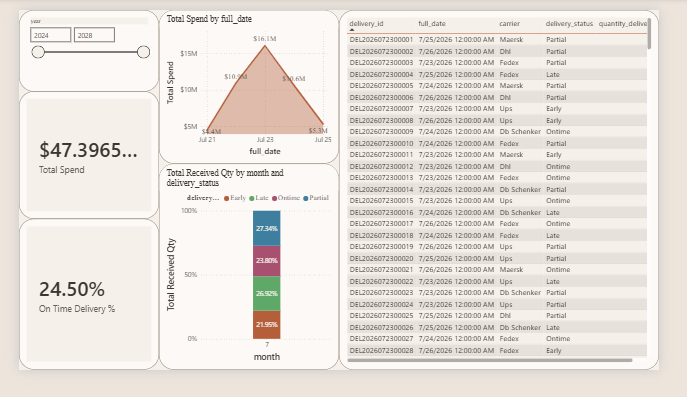 year
2024 2028
$47.3965...
Total Spend
24.50%
On Time Delivery %
Total Spend by full_date
Total Spend
$15M
$10M
$5M
$16.1M
$5.3M
Jul 21 Jul 23 Jul 25
full_date
Total Received Qty by month and
delivery_status
delivery... Early Late Ontime Partial
Total Received Qty
100%
50%
0%
27.34%
23.80%
26.92%
21.95%
7
month
delivery_id full_date carrier delivery_status quantity_delive
DEL2026072300001 7/25/2026 12:00:00 AM Maersk Partial
DEL2026072300002 7/26/2026 12:00:00 AM Dhl Partial
DEL2026072300003 7/23/2026 12:00:00 AM Fedex Partial
DEL2026072300004 7/24/2026 12:00:00 AM Fedex Late
DEL2026072300005 7/24/2026 12:00:00 AM Maersk Partial
DEL2026072300006 7/26/2026 12:00:00 AM Dhl Partial
DEL2026072300007 7/23/2026 12:00:00 AM Ups Early
DEL2026072300008 7/26/2026 12:00:00 AM Ups Early
DEL2026072300009 7/24/2026 12:00:00 AM Db Schenker Ontime
DEL2026072300010 7/24/2026 12:00:00 AM Fedex Partial
DEL2026072300011 7/23/2026 12:00:00 AM Maersk Early
DEL2026072300012 7/23/2026 12:00:00 AM Dhl Ontime
DEL2026072300013 7/23/2026 12:00:00 AM Fedex Ontime
DEL2026072300014 7/23/2026 12:00:00 AM Db Schenker Partial
DEL2026072300015 7/23/2026 12:00:00 AM Ups Ontime
DEL2026072300016 7/24/2026 12:00:00 AM Db Schenker Late
DEL2026072300017 7/26/2026 12:00:00 AM Fedex Ontime
DEL2026072300018 7/24/2026 12:00:00 AM Fedex Late
DEL2026072300019 7/26/2026 12:00:00 AM Ups Partial
DEL2026072300020 7/25/2026 12:00:00 AM Ups Partial
DEL2026072300021 7/26/2026 12:00:00 AM Maersk Ontime
DEL2026072300022 7/23/2026 12:00:00 AM Ups Late
DEL2026072300023 7/23/2026 12:00:00 AM Db Schenker Ontime
DEL2026072300024 7/23/2026 12:00:00 AM Ups Partial
DEL2026072300025 7/25/2026 12:00:00 AM Dhl Partial
DEL2026072300026 7/26/2026 12:00:00 AM Db Schenker Late
DEL2026072300027 7/24/2026 12:00:00 AM Fedex Ontime
DEL2026072300028 7/26/2026 12:00:00 AM Fedex Early